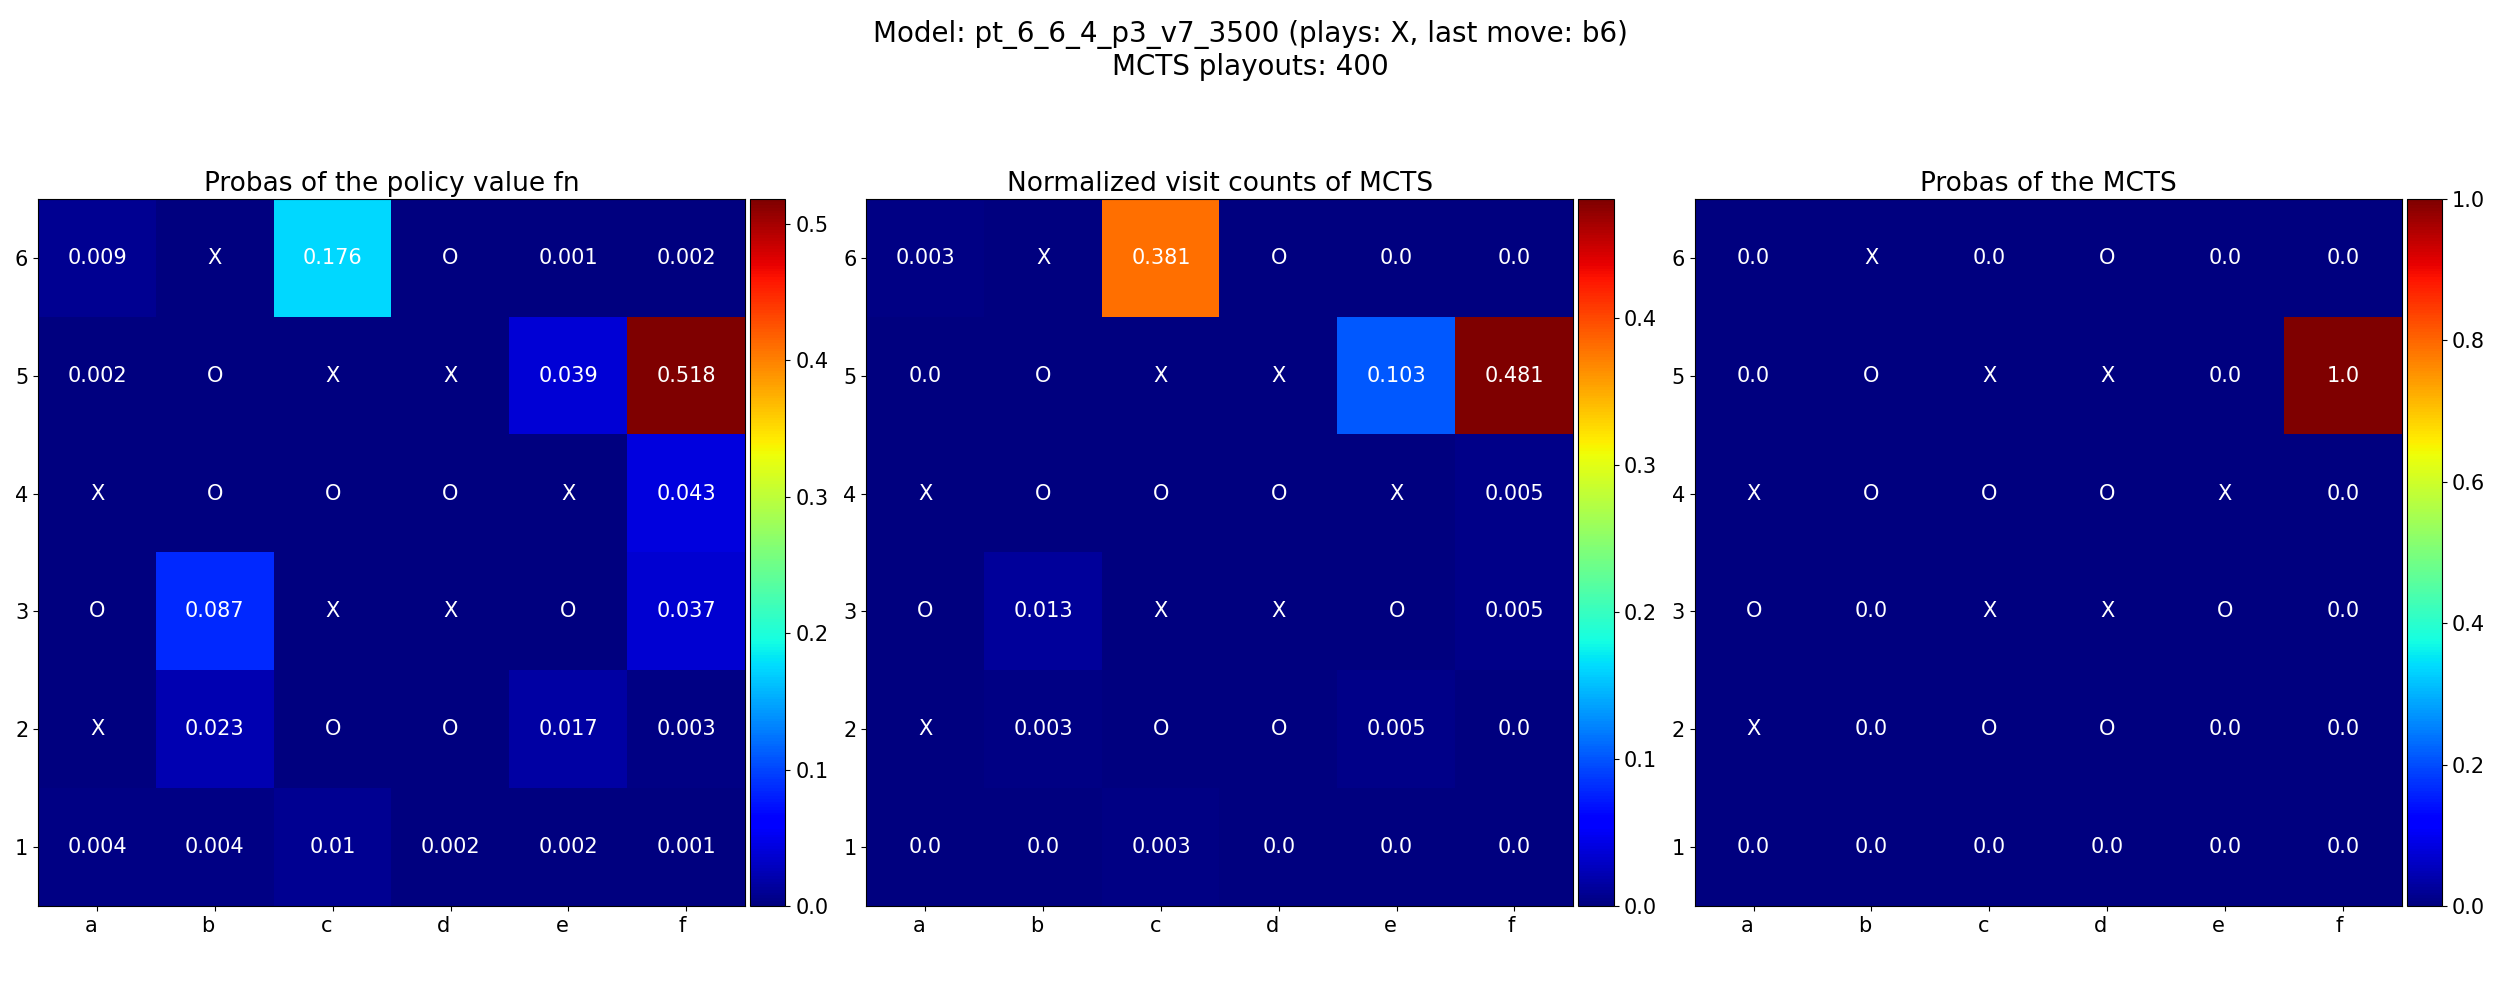 Model: pt_6_6_4_p3_v7_3500 (plays: X, last move: b6)
MCTS playouts: 400
Probas of the policy value fn
6 0.009 X 0.176 O 0.001 0.002
5 0.002 O X X 0.039 0.518
4 X O O O X 0.043
3 O 0.087 X X O 0.037
2 X 0.023 O O 0.017 0.003
1 0.004 0.004 0.01 0.002 0.002 0.001
a b c d e f
0.5
0.4
0.3
0.2
0.1
0.0
Normalized visit counts of MCTS
6 0.003 X 0.381 O 0.0 0.0
5 0.0 O X X 0.103 0.481
4 X O O O X 0.005
3 O 0.013 X X O 0.005
2 X 0.003 O O 0.005 0.0
1 0.0 0.0 0.003 0.0 0.0 0.0
a b c d e f
0.4
0.3
0.2
0.1
0.0
Probas of the MCTS
6 0.0 X 0.0 O 0.0 0.0
5 0.0 O X X 0.0 1.0
4 X O O O X 0.0
3 O 0.0 X X O 0.0
2 X 0.0 O O 0.0 0.0
1 0.0 0.0 0.0 0.0 0.0 0.0
a b c d e f
1.0
0.8
0.6
0.4
0.2
0.0